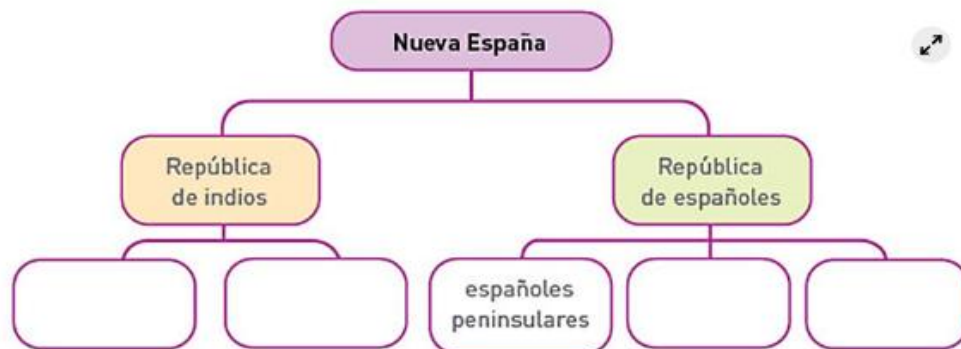 Nueva España
República
de indios
República
de españoles
españoles
peninsulares